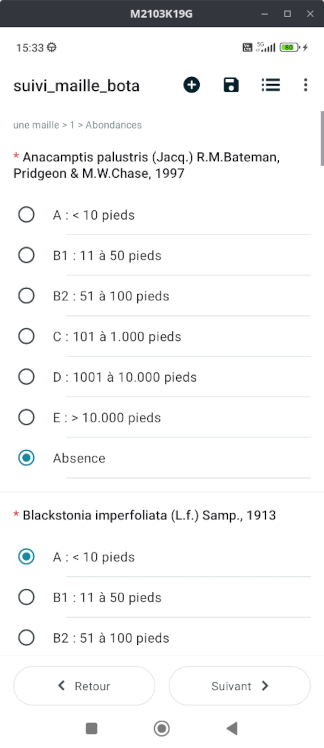 M2103K19G
15:33
5G
80
suivi_maille_bota
une maille > 1 > Abondances
* Anacamptis palustris (Jacq.) R.M.Bateman,
Pridgeon & M.W.Chase, 1997
A : < 10 pieds
B1 : 11 à 50 pieds
B2 : 51 à 100 pieds
C : 101 à 1.000 pieds
D : 1001 à 10.000 pieds
E : > 10.000 pieds
Absence
* Blackstonia imperfoliata (L.f.) Samp., 1913
A : < 10 pieds
B1 : 11 à 50 pieds
B2 : 51 à 100 pieds
Retour
Suivant